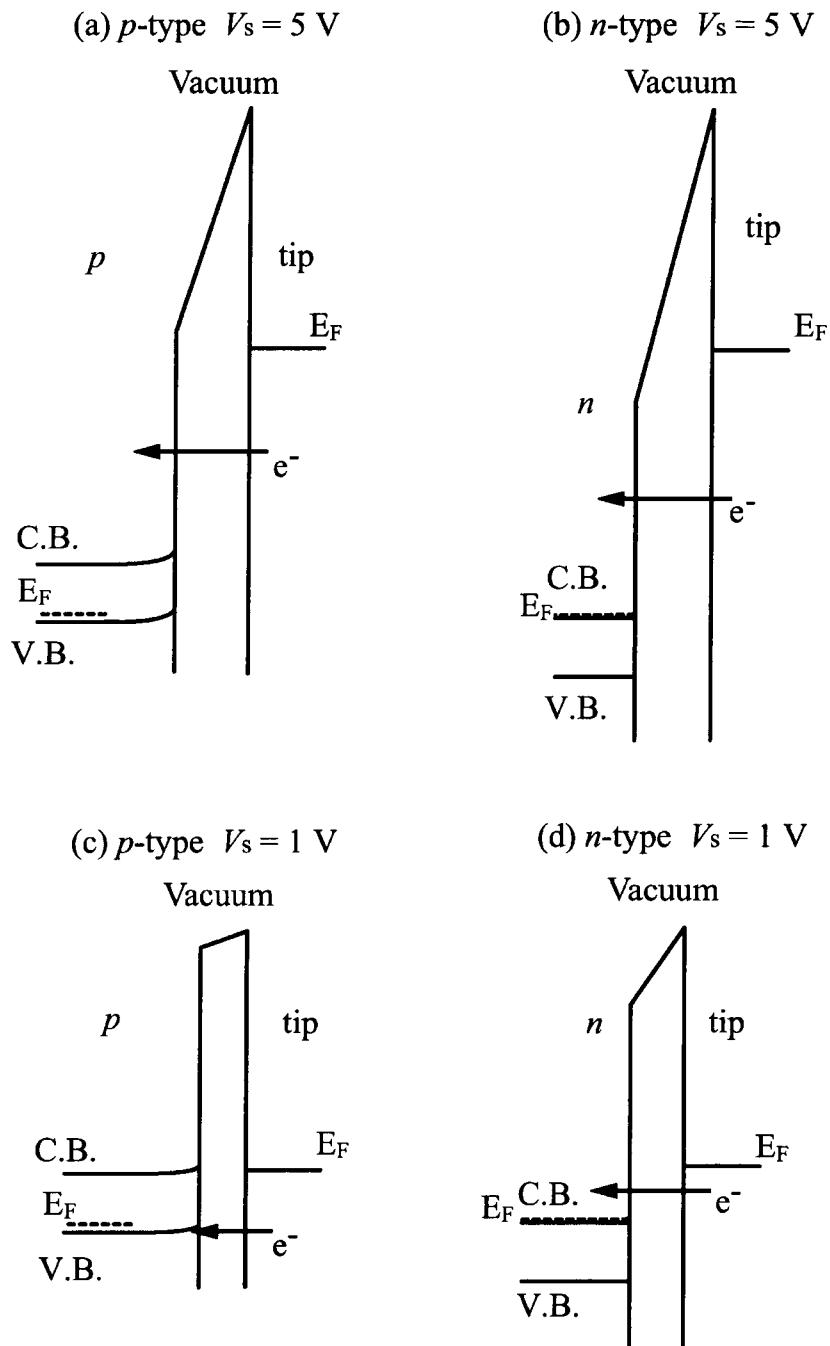 (a) p-type Vs = 5 V
Vacuum
p
tip
EF
e-
C.B.
EF
V.B.
(b) n-type Vs = 5 V
Vacuum
tip
EF
n
e-
C.B.
EF
V.B.
(c) p-type Vs = 1 V
Vacuum
p
tip
C.B.
EF
EF
e-
V.B.
(d) n-type Vs = 1 V
Vacuum
n
tip
EF
C.B.
e-
EF
V.B.